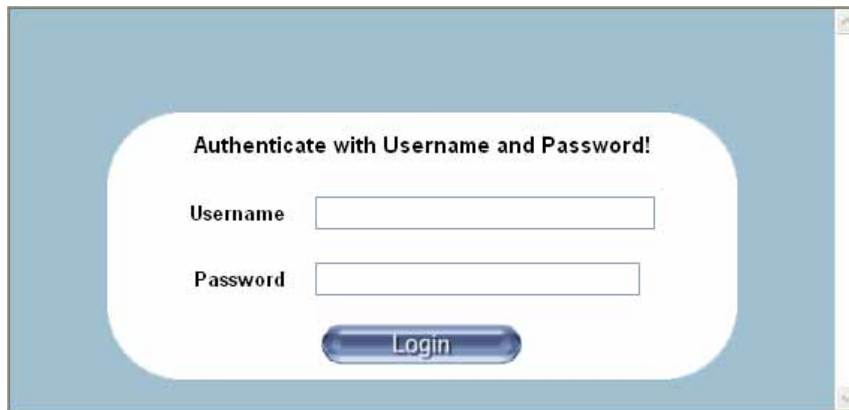 Authenticate with Username and Password!
Username
Password
Login